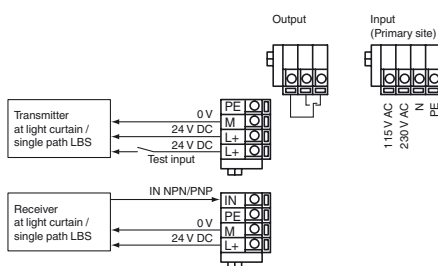 Output
Input
(Primary site)
115 V AC
230 V AC
N
PE
Transmitter
at light curtain /
single path LBS
0 V
24 V DC
24 V DC
Test input
PE
M
L+
L+
Receiver
at light curtain /
single path LBS
IN NPN/PNP
0 V
24 V DC
IN
PE
M
L+